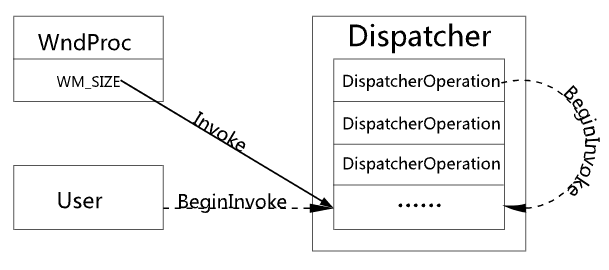 WndProc
WM_SIZE
Invoke
User
BeginInvoke
Dispatcher
DispatcherOperation
DispatcherOperation
DispatcherOperation
......
BeginInvoke